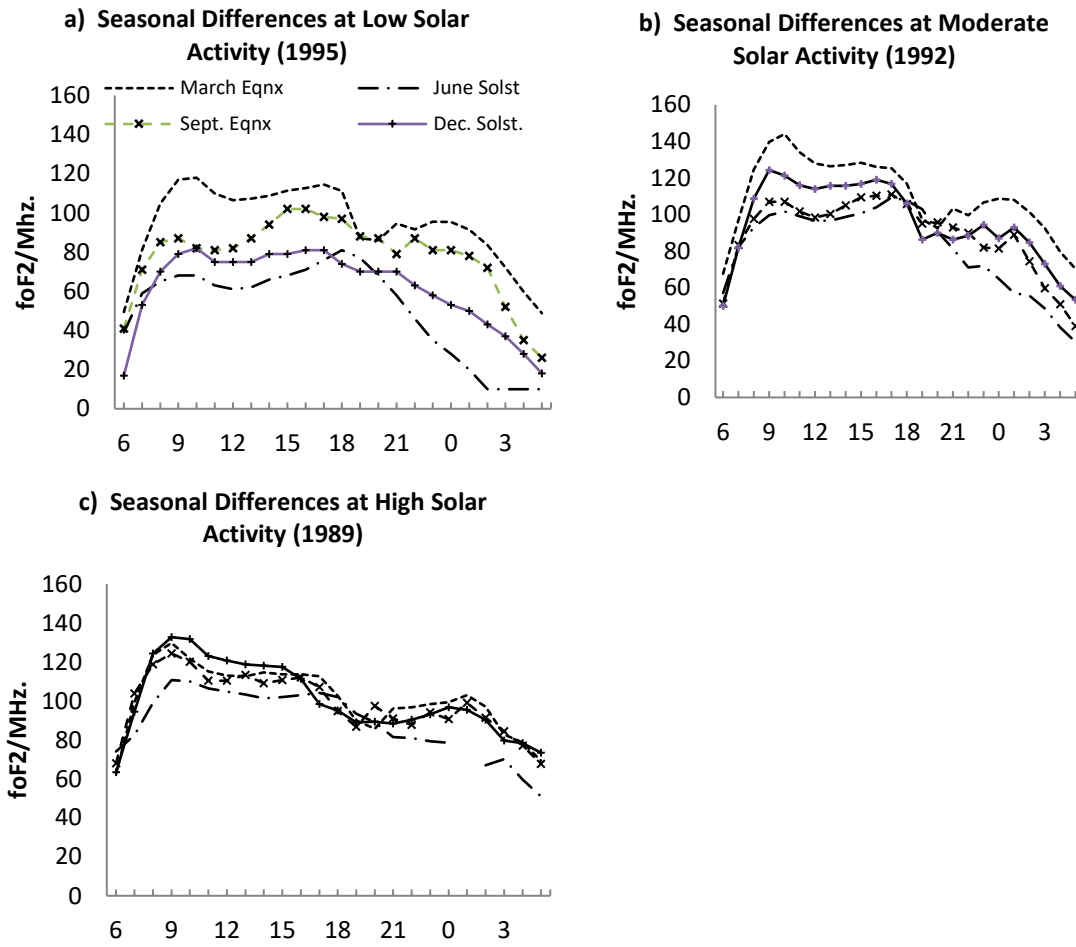 a) Seasonal Differences at Low Solar
Activity (1995)
March Eqnx
June Solst
Sept. Eqnx
Dec. Solst.
foF2/Mhz.
160
140
120
100
80
60
40
20
0
6 9 12 15 18 21 0 3
b) Seasonal Differences at Moderate
Solar Activity (1992)
foF2/MHz.
160
140
120
100
80
60
40
20
0
6 9 12 15 18 21 0 3
c) Seasonal Differences at High Solar
Activity (1989)
foF2/MHz.
160
140
120
100
80
60
40
20
0
6 9 12 15 18 21 0 3